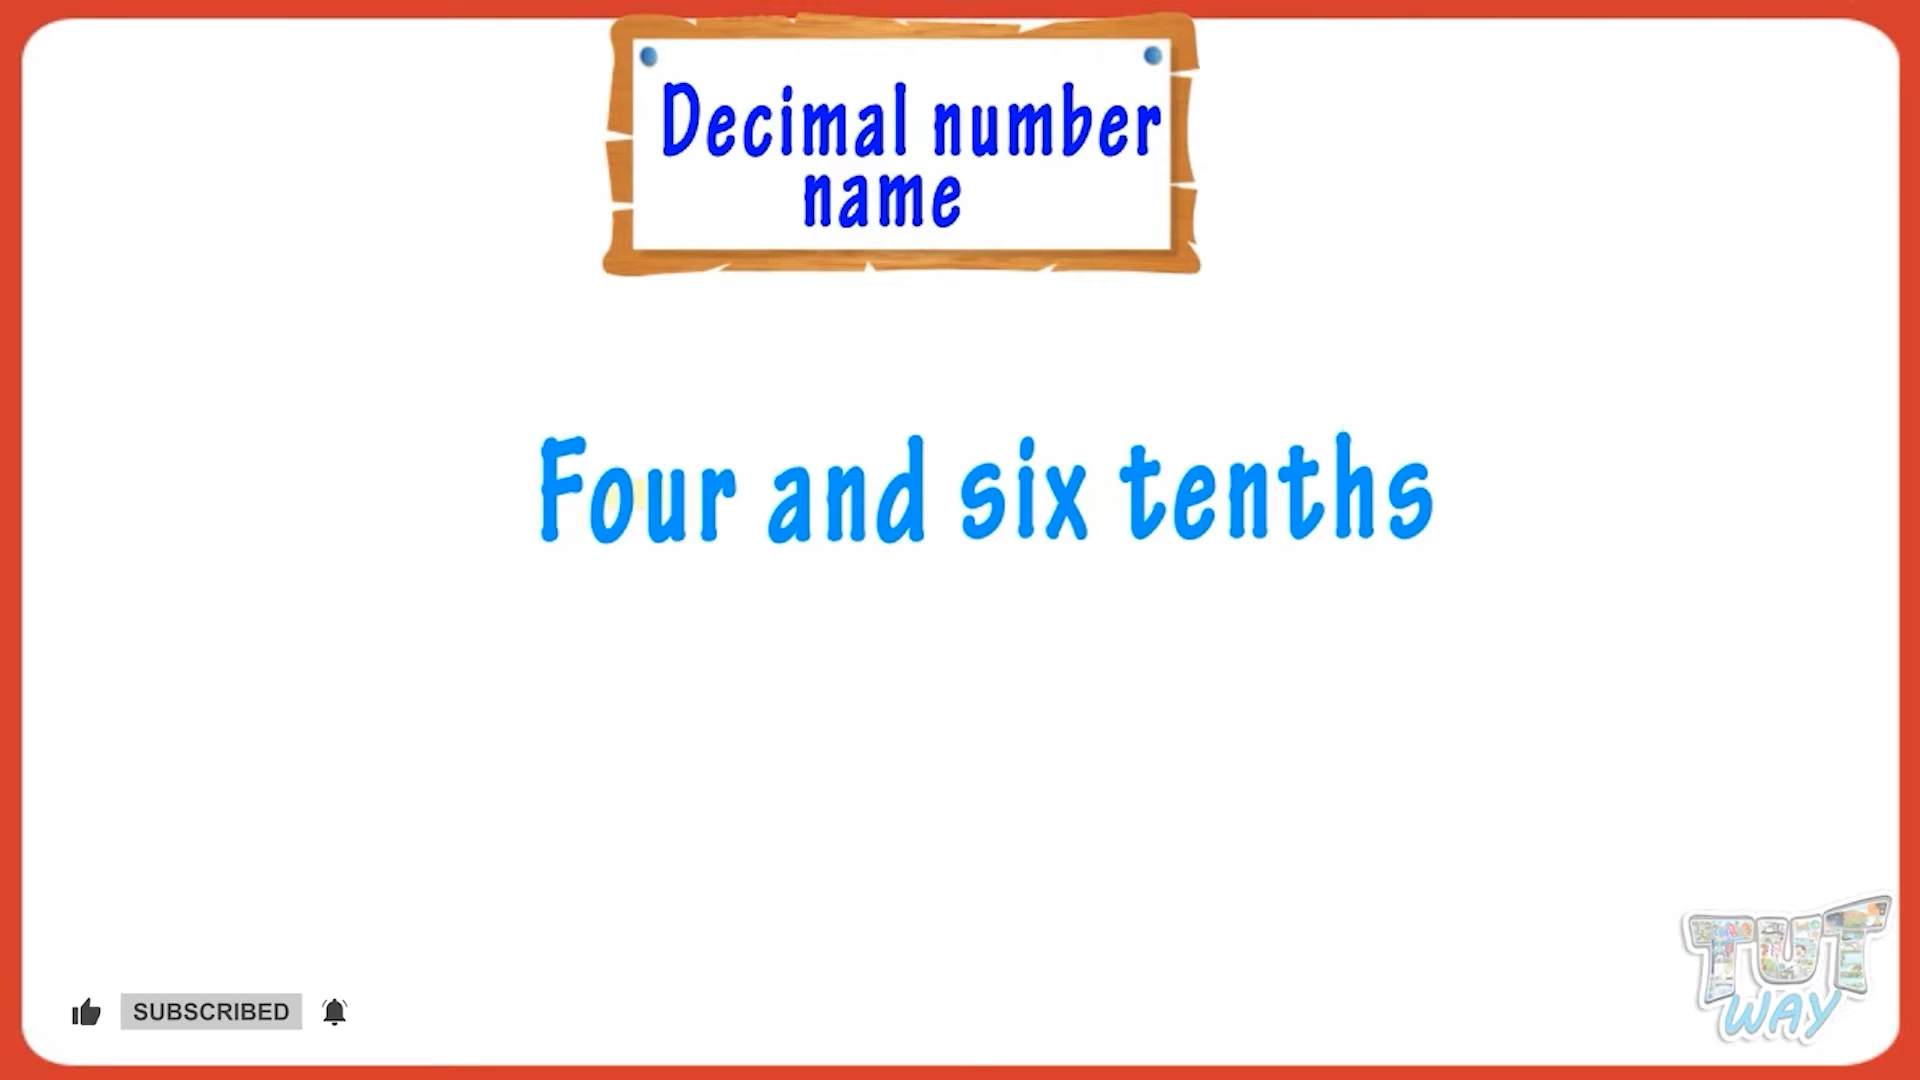 Decimal number
name
Four and six tenths
SUBSCRIBED
TUT
WAY